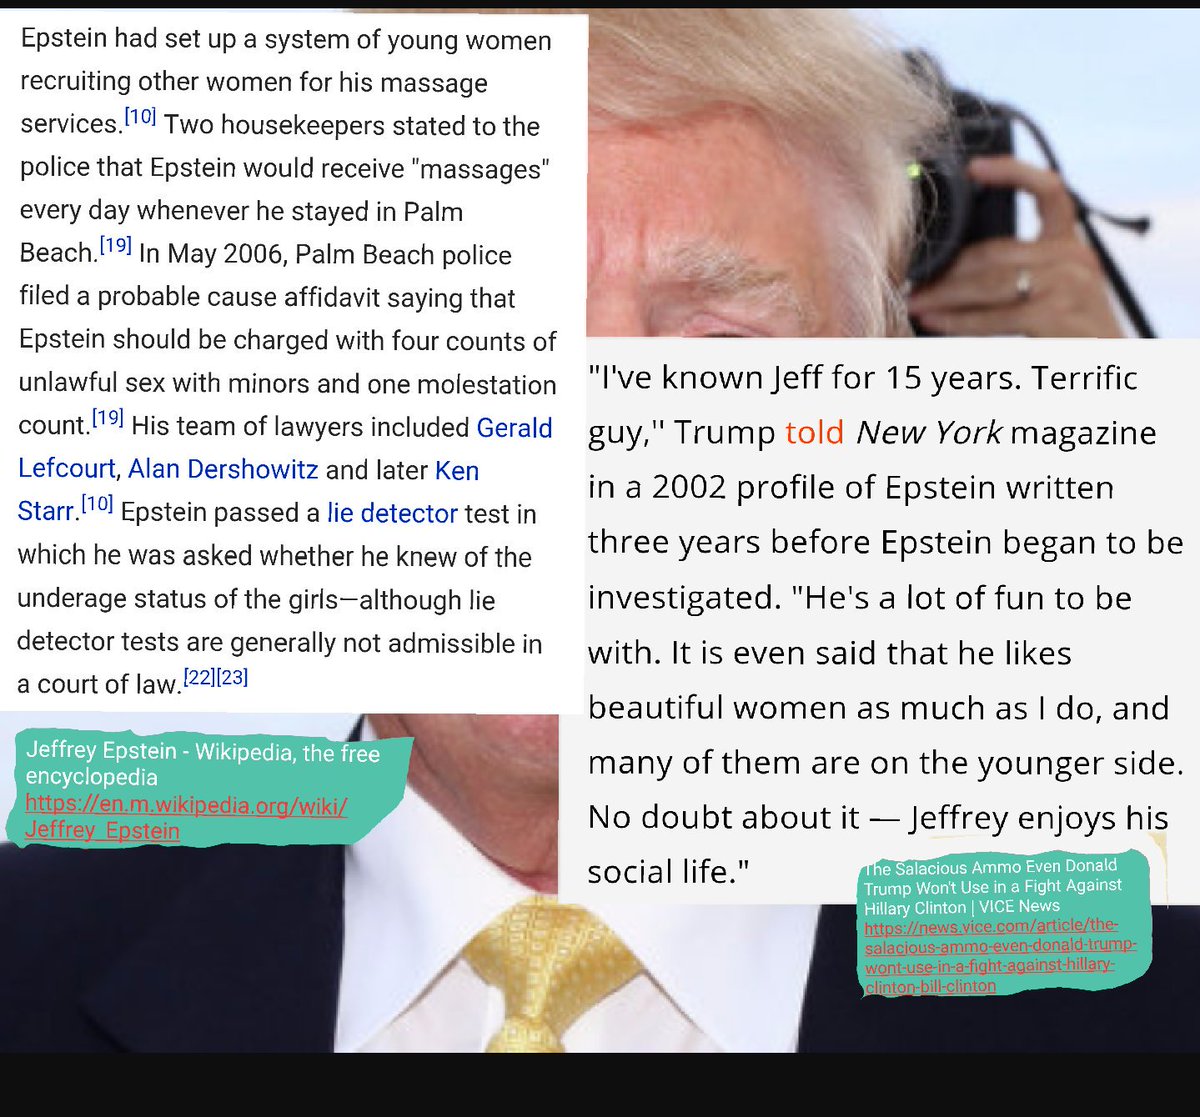 Epstein had set up a system of young women
recruiting other women for his massage
services.[10] Two housekeepers stated to the
police that Epstein would receive "massages"
every day whenever he stayed in Palm
Beach.[19] In May 2006, Palm Beach police
filed a probable cause affidavit saying that
Epstein should be charged with four counts of
unlawful sex with minors and one molestation
count.[19] His team of lawyers included Gerald
Lefcourt, Alan Dershowitz and later Ken
Starr.[10] Epstein passed a lie detector test in
which he was asked whether he knew of the
underage status of the girls—although lie
detector tests are generally not admissible in
a court of law.[22][23]
Jeffrey Epstein - Wikipedia, the free
encyclopedia
https://en.m.wikipedia.org/wiki/
Jeffrey_Epstein
"I've known Jeff for 15 years. Terrific
guy," Trump told New York magazine
in a 2002 profile of Epstein written
three years before Epstein began to be
investigated. "He's a lot of fun to be
with. It is even said that he likes
beautiful women as much as I do, and
many of them are on the younger side.
No doubt about it — Jeffrey enjoys his
social life."
The Salacious Ammo Even Donald
Trump Won't Use in a Fight Against
Hillary Clinton | VICE News
https://news.vice.com/article/the-
salacious-ammo-even-donald-trump-
wont-use-in-a-fight-against-hillary-
clinton-bill-clinton